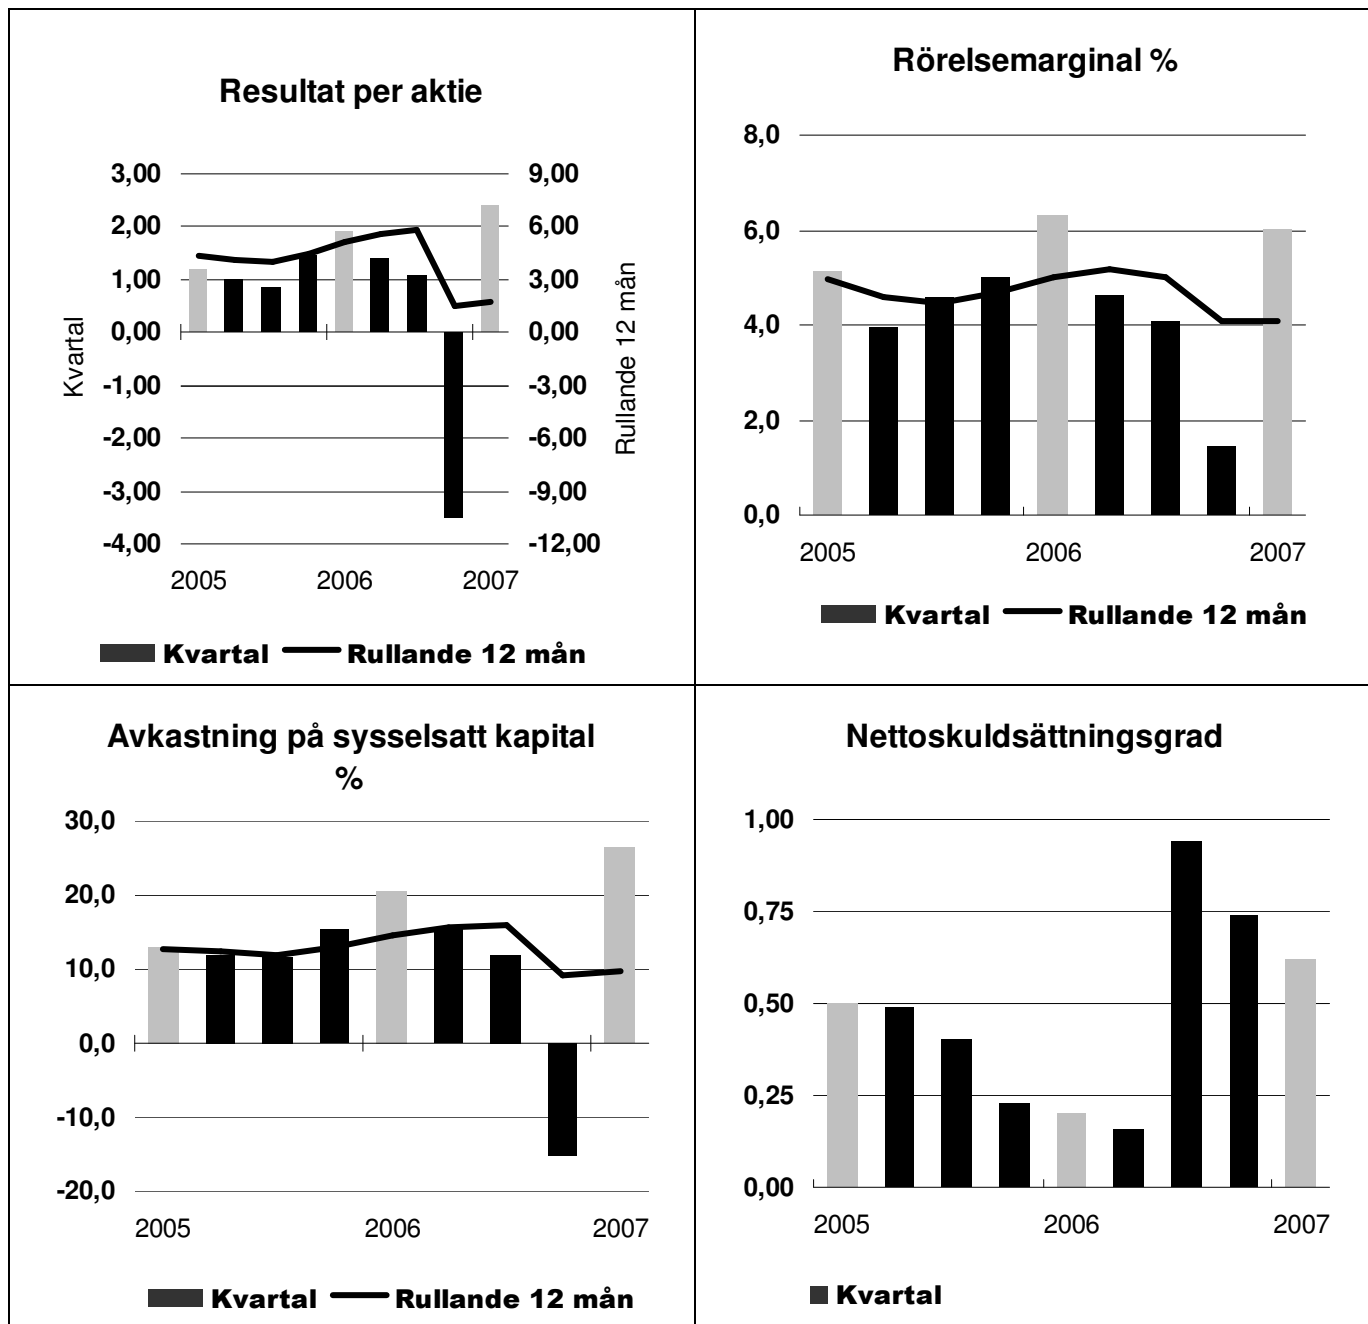 Resultat per aktie
3,00
2,00
1,00
0,00
-1,00
-2,00
-3,00
-4,00
Kvartal
9,00
6,00
3,00
0,00
-3,00
-6,00
-9,00
-12,00
Rullande 12 mån
2005 2006 2007
Kvartal Rullande 12 mån
Rörelsemarginal %
8,0
6,0
4,0
2,0
0,0
2005 2006 2007
Kvartal Rullande 12 mån
Avkastning på sysselsatt kapital
%
30,0
20,0
10,0
0,0
-10,0
-20,0
2005 2006 2007
Kvartal Rullande 12 mån
Nettoskuldsättningsgrad
1,00
0,75
0,50
0,25
0,00
2005 2006 2007
Kvartal